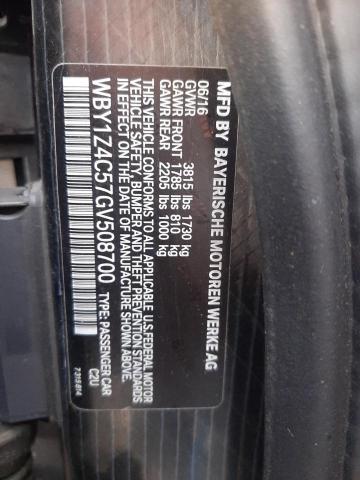 MFD BY BAYERISCHE MOTOREN WERKE AG
06/16
GVWR 3815 lbs 1730 kg
GAWR FRONT 1785 lbs 810 kg
GAWR REAR 2205 lbs 1000 kg
THIS VEHICLE CONFORMS TO ALL APPLICABLE U.S. FEDERAL MOTOR
VEHICLE SAFETY, BUMPER AND THEFT PREVENTION STANDARDS
IN EFFECT ON THE DATE OF MANUFACTURE SHOWN ABOVE.
WBY1Z4C57GV508700 TYPE: PASSENGER CAR
C2U
7315614